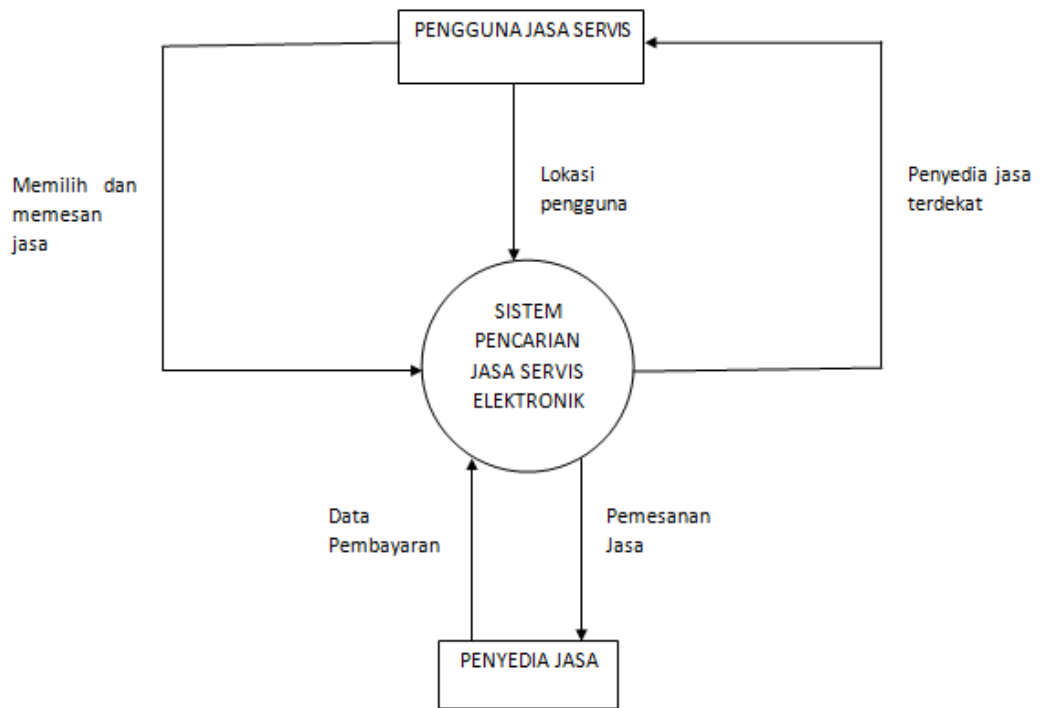 PENGGUNA JASA SERVIS
Memilih dan
memesan
jasa
Lokasi
pengguna
Penyedia jasa
terdekat
SISTEM
PENCARIAN
JASA SERVIS
ELEKTRONIK
Data
Pembayaran
Pemesanan
Jasa
PENYEDIA JASA